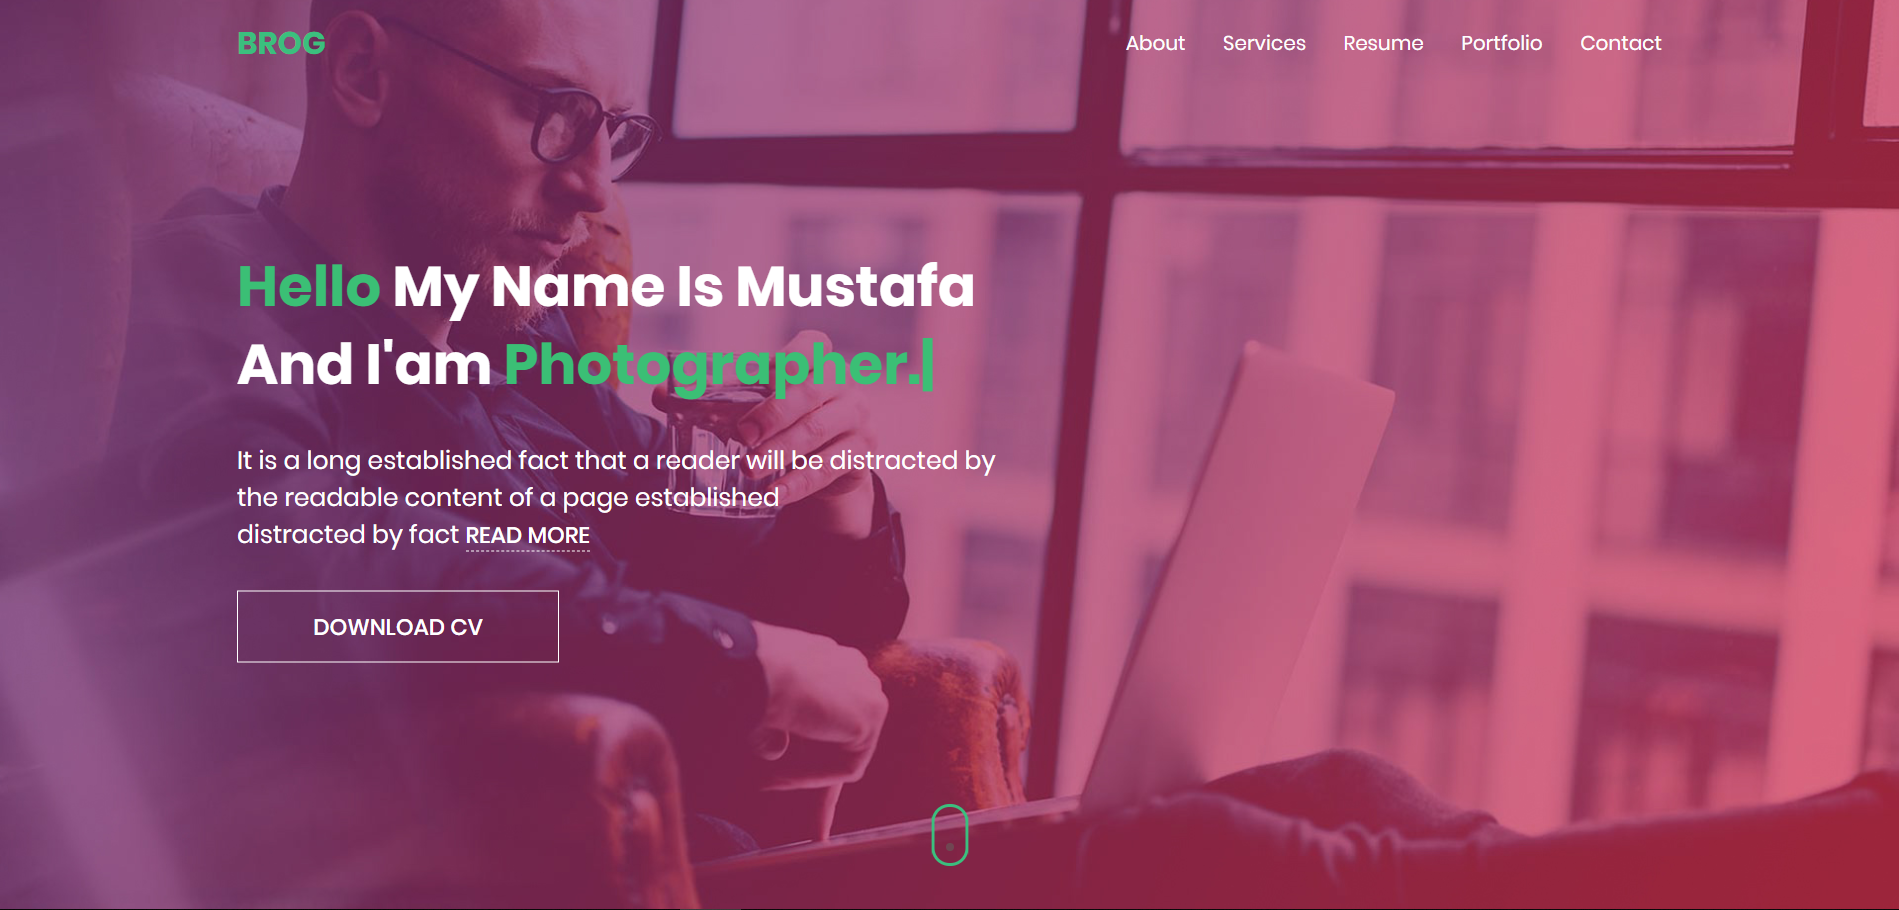 BROG
About Services Resume Portfolio Contact
Hello My Name Is Mustafa
And I'am Photographer.|
It is a long established fact that a reader will be distracted by
the readable content of a page established
distracted by fact READ MORE
DOWNLOAD CV